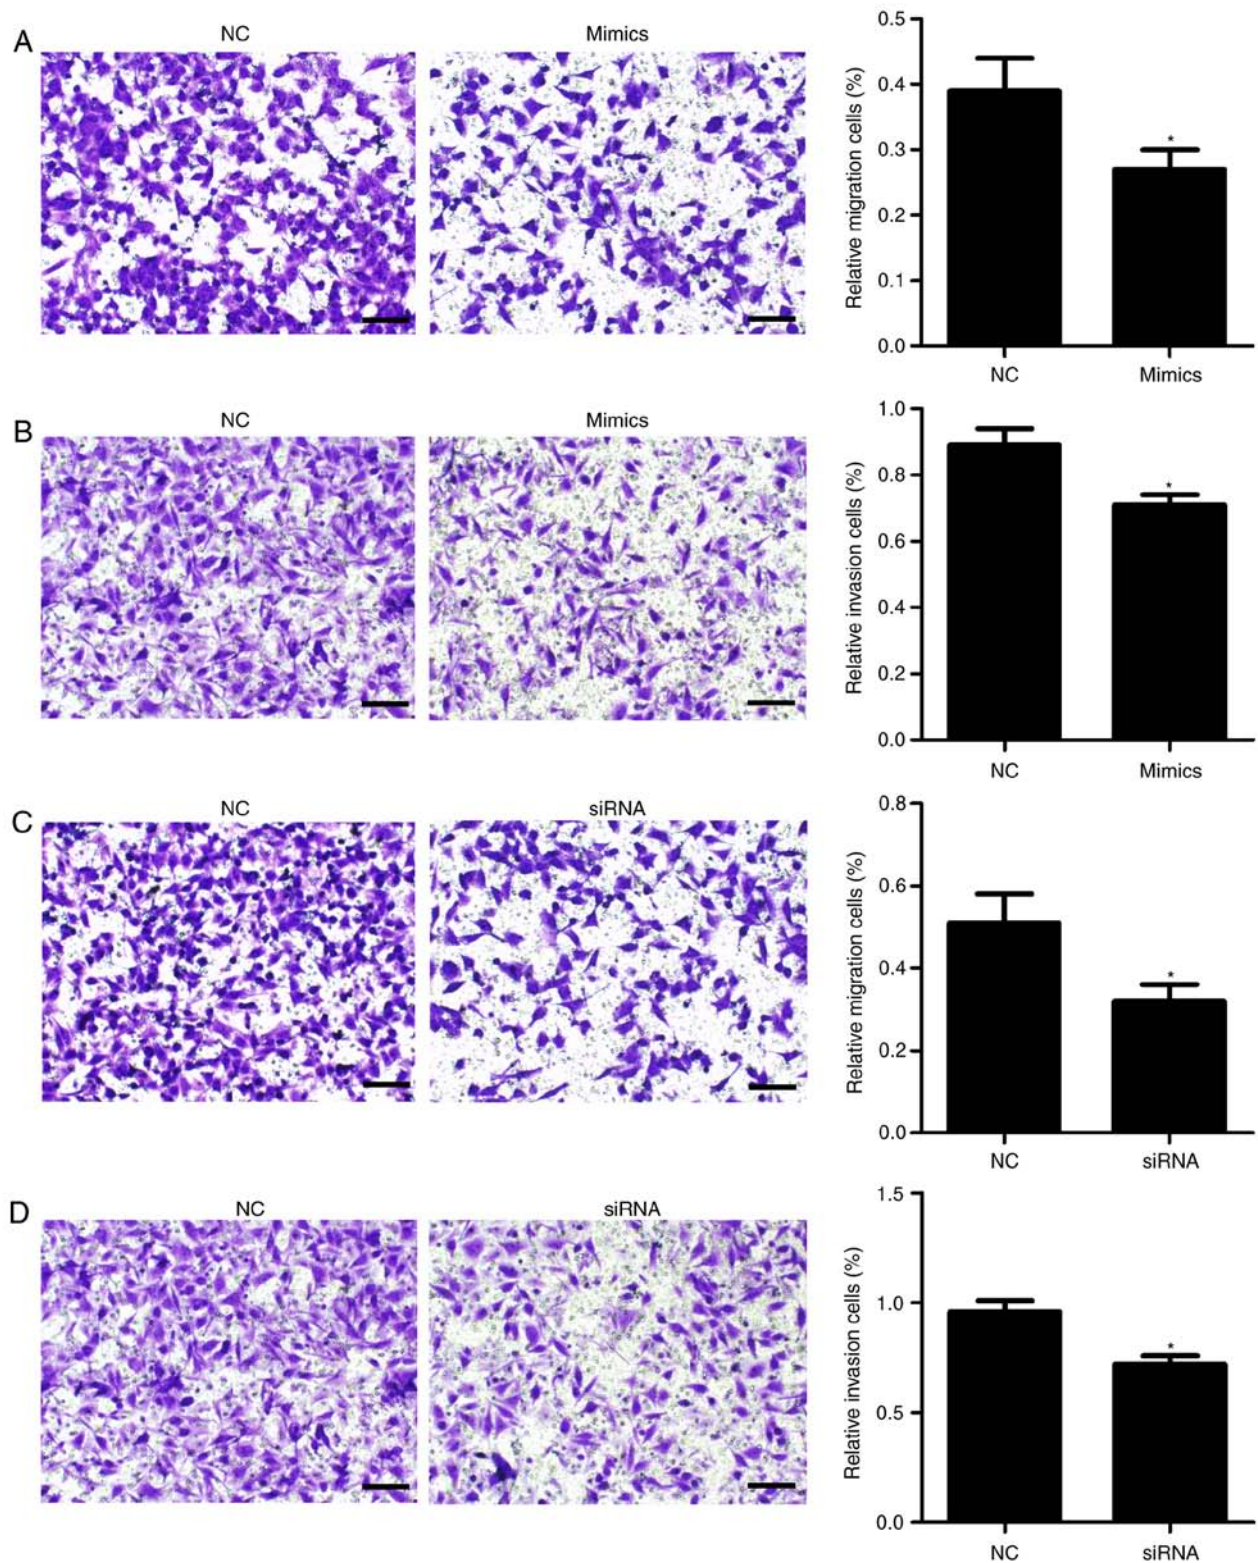 A
NC
Mimics
Relative migration cells (%)
0.5
0.4
0.3
0.2
0.1
0.0
*
NC
Mimics
B
NC
Mimics
Relative invasion cells (%)
1.0
0.8
0.6
0.4
0.2
0.0
*
NC
Mimics
C
NC
siRNA
Relative migration cells (%)
0.8
0.6
0.4
0.2
0.0
*
NC
siRNA
D
NC
siRNA
Relative invasion cells (%)
1.5
1.0
0.5
0.0
*
NC
siRNA